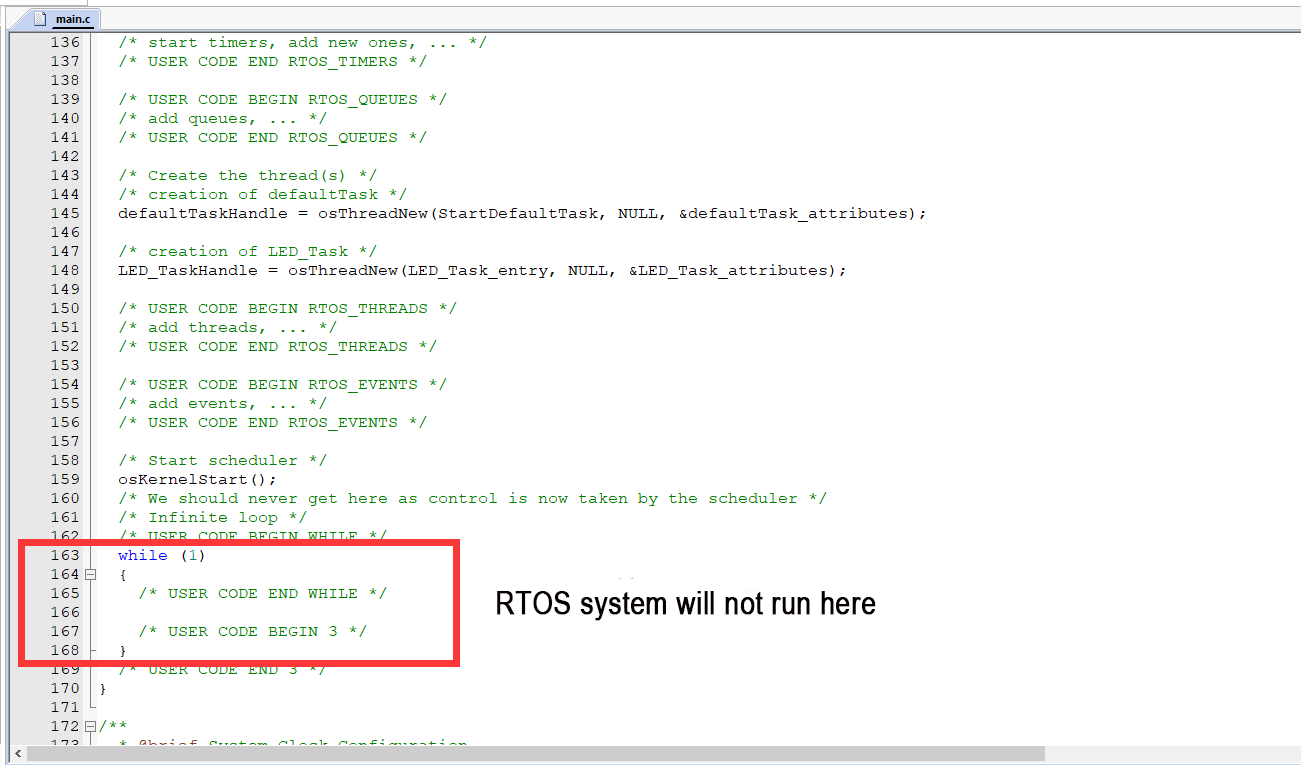 main.c
136 /* start timers, add new ones, ... */
137 /* USER CODE END RTOS_TIMERS */
138
139 /* USER CODE BEGIN RTOS_QUEUES */
140 /* add queues, ... */
141 /* USER CODE END RTOS_QUEUES */
142
143 /* Create the thread(s) */
144 /* creation of defaultTask */
145 defaultTaskHandle = osThreadNew(StartDefaultTask, NULL, &defaultTask_attributes);
146
147 /* creation of LED_Task */
148 LED_TaskHandle = osThreadNew(LED_Task_entry, NULL, &LED_Task_attributes);
149
150 /* USER CODE BEGIN RTOS_THREADS */
151 /* add threads, ... */
152 /* USER CODE END RTOS_THREADS */
153
154 /* USER CODE BEGIN RTOS_EVENTS */
155 /* add events, ... */
156 /* USER CODE END RTOS_EVENTS */
157
158 /* Start scheduler */
159 osKernelStart();
160 /* We should never get here as control is now taken by the scheduler */
161 /* Infinite loop */
162 /* USER CODE BEGIN WHILE */
163 while (1)
164 {
165 /* USER CODE END WHILE */
166
167 /* USER CODE BEGIN 3 */
168 }
169 /* USER CODE END 3 */
170 }
171
172 /**
173 * @brief System Clock Configuration
RTOS system will not run here